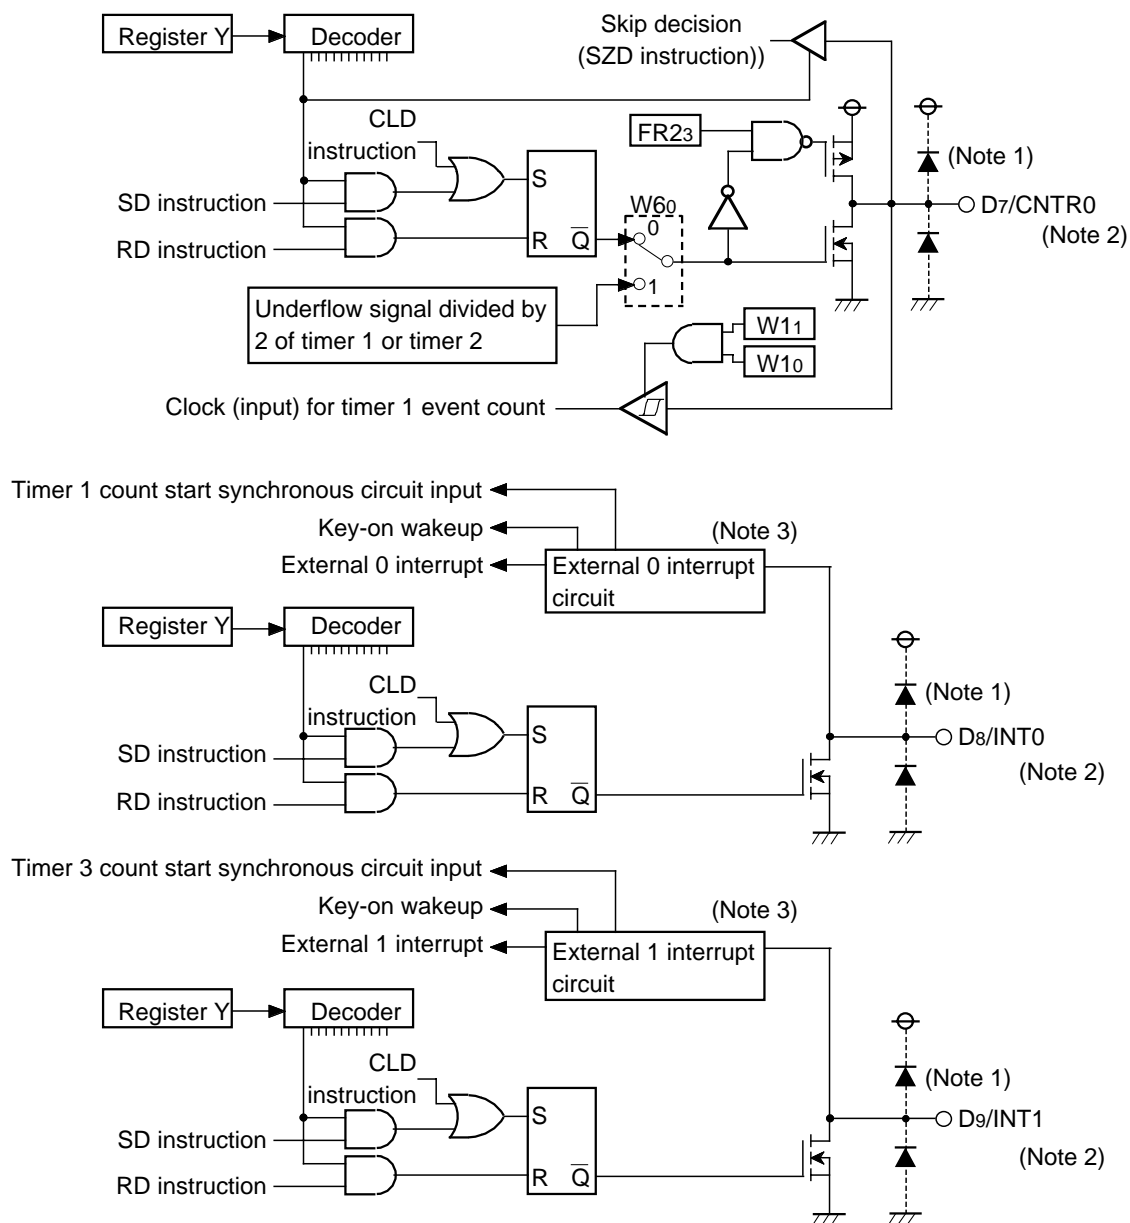 Register Y
Decoder
Skip decision
(SZD instruction))
CLD
instruction
FR23
(Note 1)
SD instruction
S
W60
0
D7/CNTR0
(Note 2)
RD instruction
R Q̅
1
Underflow signal divided by
2 of timer 1 or timer 2
W11
W10
Clock (input) for timer 1 event count
Timer 1 count start synchronous circuit input
Key-on wakeup
(Note 3)
External 0 interrupt
External 0 interrupt
circuit
Register Y
Decoder
CLD
instruction
(Note 1)
SD instruction
S
D8/INT0
(Note 2)
RD instruction
R Q̅
Timer 3 count start synchronous circuit input
Key-on wakeup
(Note 3)
External 1 interrupt
External 1 interrupt
circuit
Register Y
Decoder
CLD
instruction
(Note 1)
SD instruction
S
D9/INT1
(Note 2)
RD instruction
R Q̅